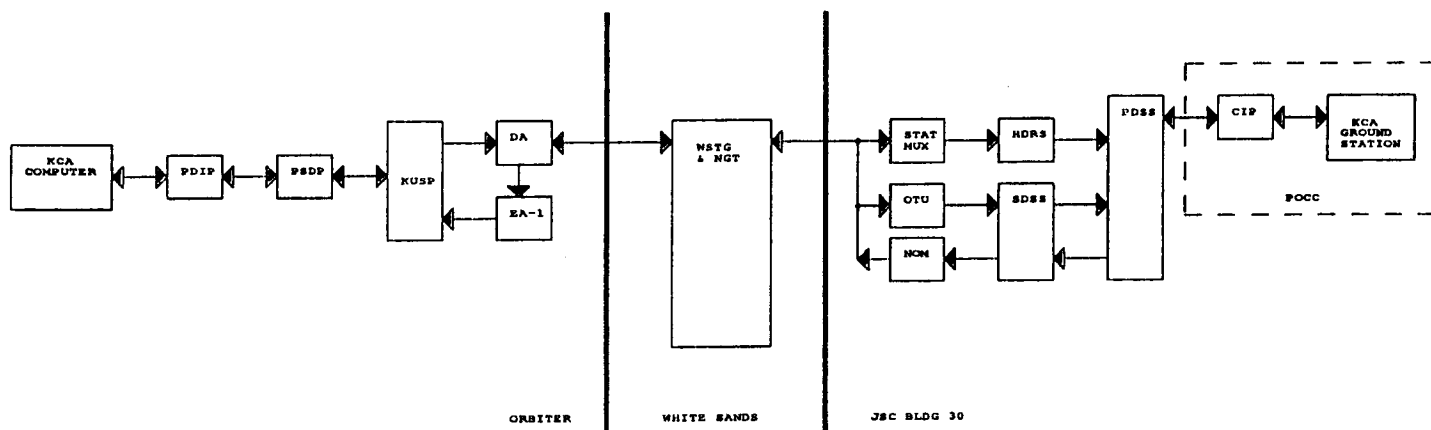 KCA
COMPUTER
PDIP
PSDP
KUSP
DA
EA-1
WSTG
& NGT
STAT
MUX
HDRS
PDSS
CIP
KCA
GROUND
STATION
OTU
SDSS
NOM
POCC
ORBITER
WHITE SANDS
JSC BLDG 30